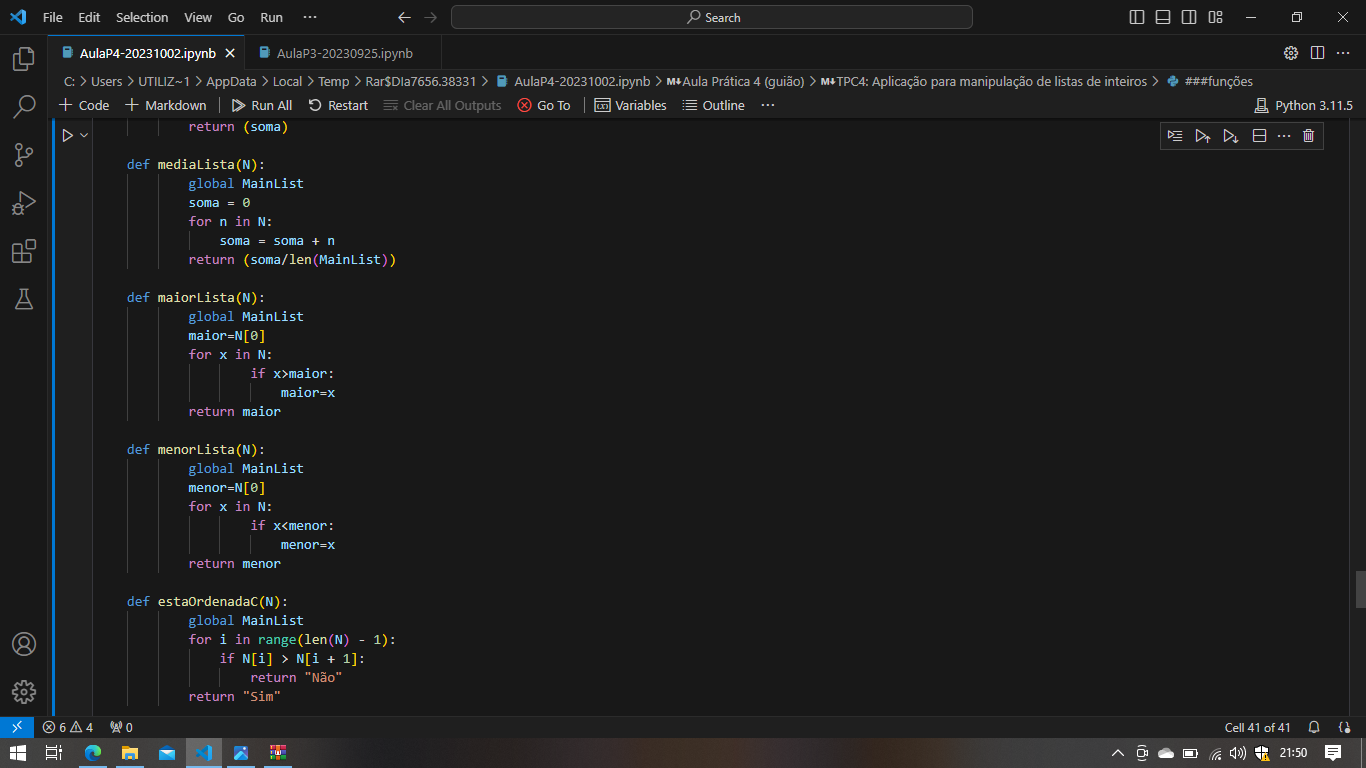 File Edit Selection View Go Run ··· Search
AulaP4-20231002.ipynb AulaP3-20230925.ipynb
C: > Users > UTILIZ~1 > AppData > Local > Temp > Rar$DIa7656.38331 > AulaP4-20231002.ipynb > M↓Aula Prática 4 (guião) > M↓TPC4: Aplicação para manipulação de listas de inteiros > ###funções
+ Code + Markdown Run All Restart Clear All Outputs Go To Variables Outline ··· Python 3.11.5
return (soma)
def mediaLista(N):
global MainList
soma = 0
for n in N:
soma = soma + n
return (soma/len(MainList))
def maiorLista(N):
global MainList
maior=N[0]
for x in N:
if x>maior:
maior=x
return maior
def menorLista(N):
global MainList
menor=N[0]
for x in N:
if x<menor:
menor=x
return menor
def estaOrdenadaC(N):
global MainList
for i in range(len(N) - 1):
if N[i] > N[i + 1]:
return "Não"
return "Sim"
6 4 0 Cell 41 of 41
21:50